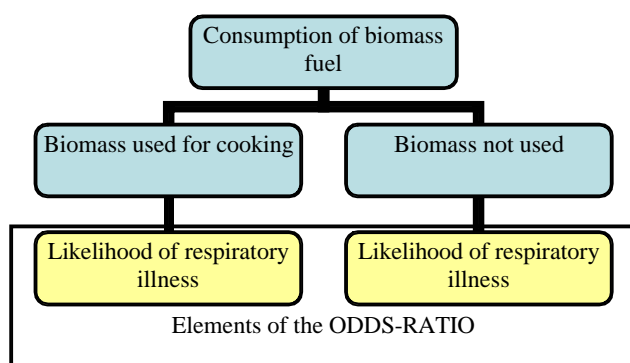 Consumption of biomass
fuel
Biomass used for cooking
Biomass not used
Likelihood of respiratory
illness
Likelihood of respiratory
illness
Elements of the ODDS-RATIO